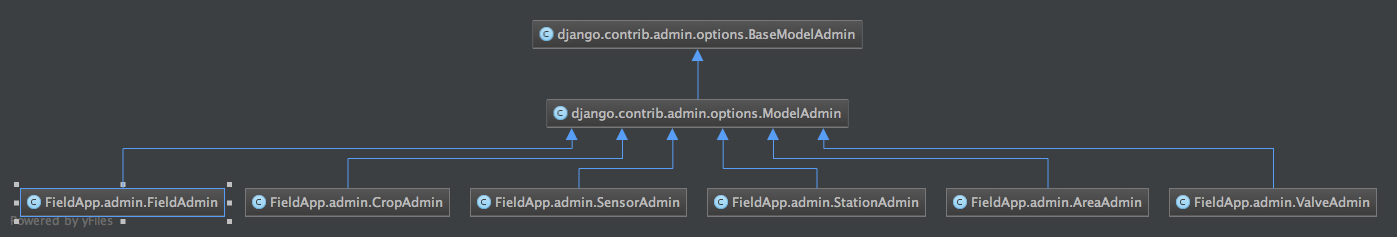 C django.contrib.admin.options.BaseModelAdmin
C django.contrib.admin.options.ModelAdmin
C FieldApp.admin.FieldAdmin
C FieldApp.admin.CropAdmin
C FieldApp.admin.SensorAdmin
C FieldApp.admin.StationAdmin
C FieldApp.admin.AreaAdmin
C FieldApp.admin.ValveAdmin
Powered by yFiles